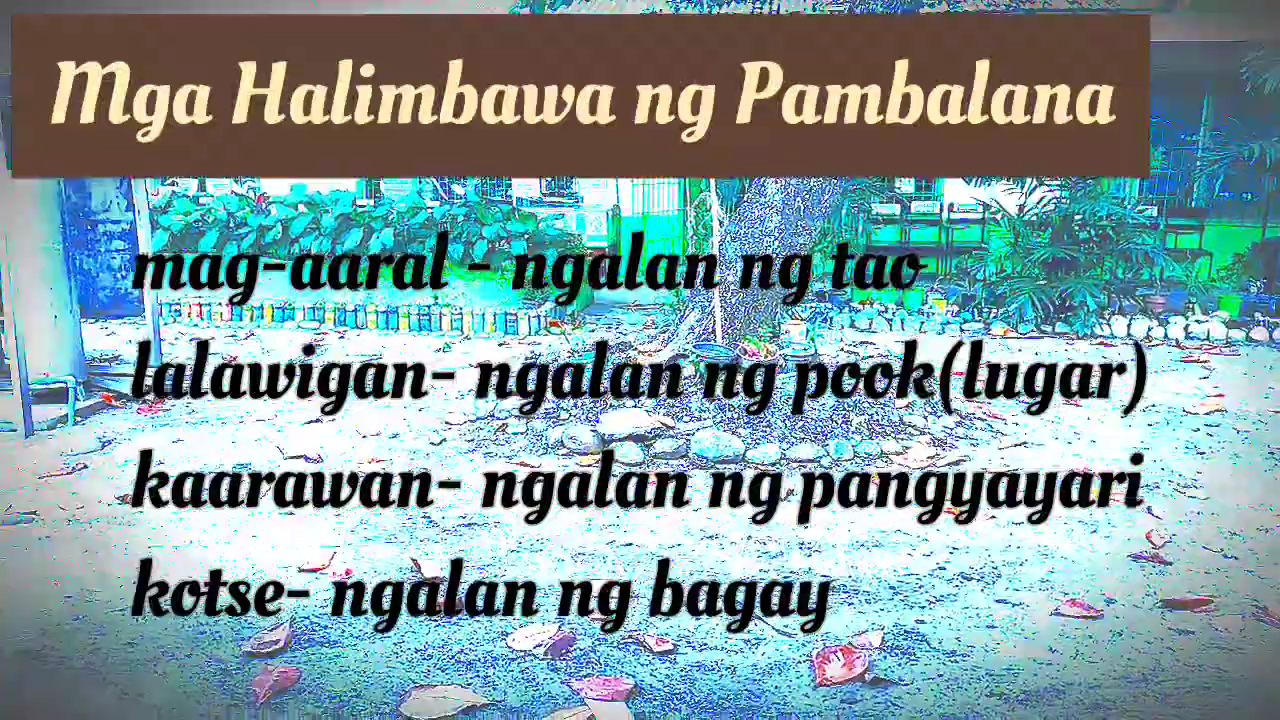 Mga Halimbawa ng Pambalana
mag-aaral - ngalan ng tao
lalawigan- ngalan ng pook(lugar)
kaarawan- ngalan ng pangyayari
kotse- ngalan ng bagay